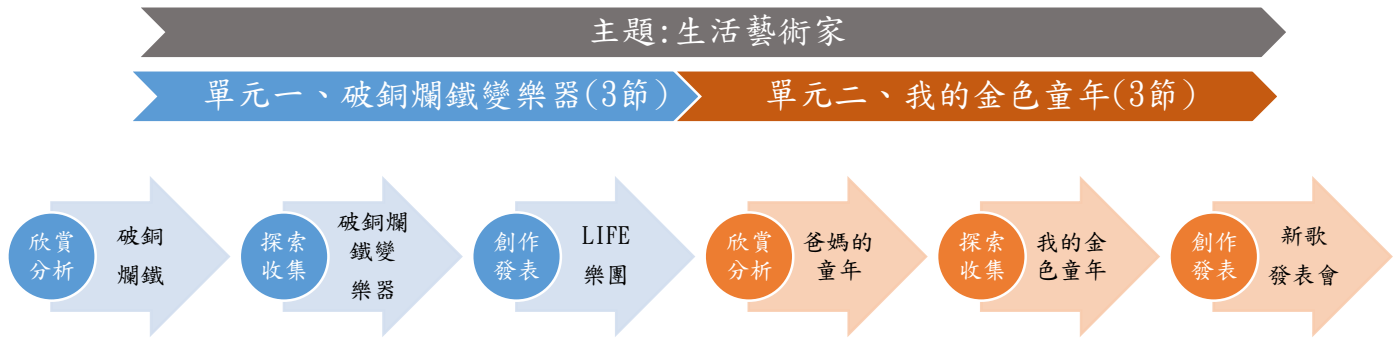 主題:生活藝術家
單元一、破銅爛鐵變樂器(3節)
單元二、我的金色童年(3節)
欣賞
分析
破銅
爛鐵
探索
收集
破銅爛
鐵變
樂器
創作
發表
LIFE
樂團
欣賞
分析
爸媽的
童年
探索
收集
我的金
色童年
創作
發表
新歌
發表會